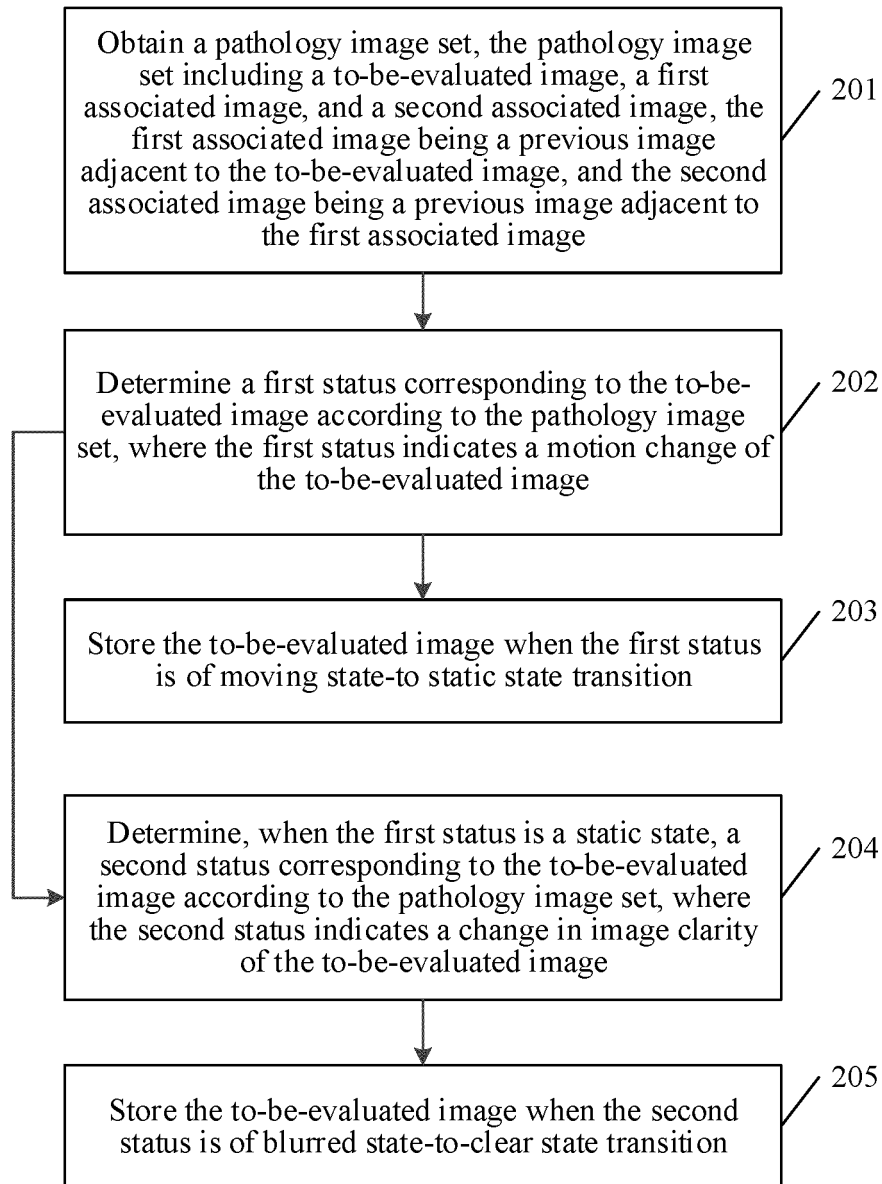 Obtain a pathology image set, the pathology image
set including a to-be-evaluated image, a first
associated image, and a second associated image, the
first associated image being a previous image
adjacent to the to-be-evaluated image, and the second
associated image being a previous image adjacent to
the first associated image
201
Determine a first status corresponding to the to-be-
evaluated image according to the pathology image
set, where the first status indicates a motion change of
the to-be-evaluated image
202
Store the to-be-evaluated image when the first status
is of moving state-to static state transition
203
Determine, when the first status is a static state, a
second status corresponding to the to-be-evaluated
image according to the pathology image set, where
the second status indicates a change in image clarity
of the to-be-evaluated image
204
Store the to-be-evaluated image when the second
status is of blurred state-to-clear state transition
205